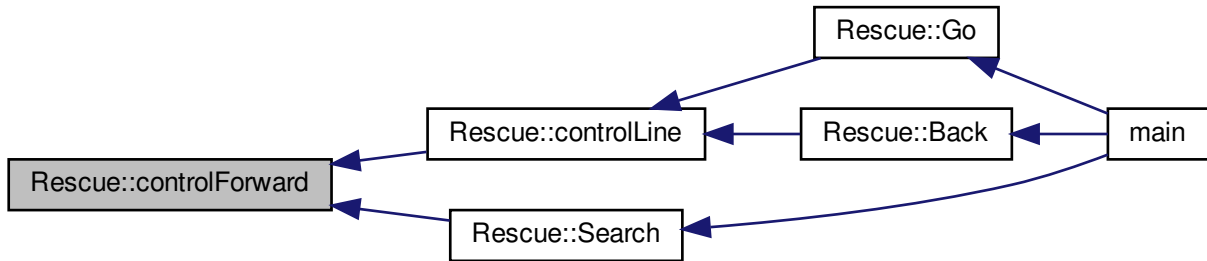 Rescue::Go
Rescue::controlLine
Rescue::Back
main
Rescue::controlForward
Rescue::Search